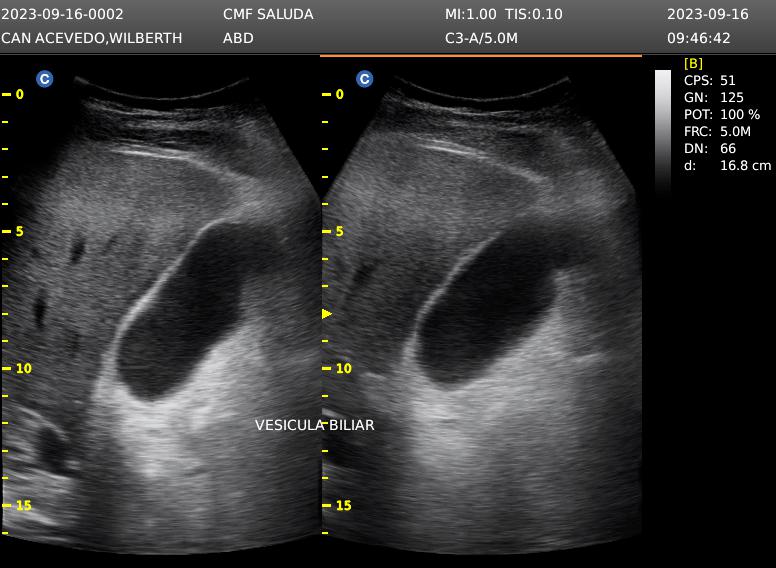 2023-09-16-0002 CMF SALUDA MI:1.00 TIS:0.10 2023-09-16
CAN ACEVEDO,WILBERTH ABD C3-A/5.0M 09:46:42
C C
[B]
CPS: 51
GN: 125
POT: 100 %
FRC: 5.0M
DN: 66
d: 16.8 cm
0 0
5 5
10 10
VESICULA BILIAR
15 15